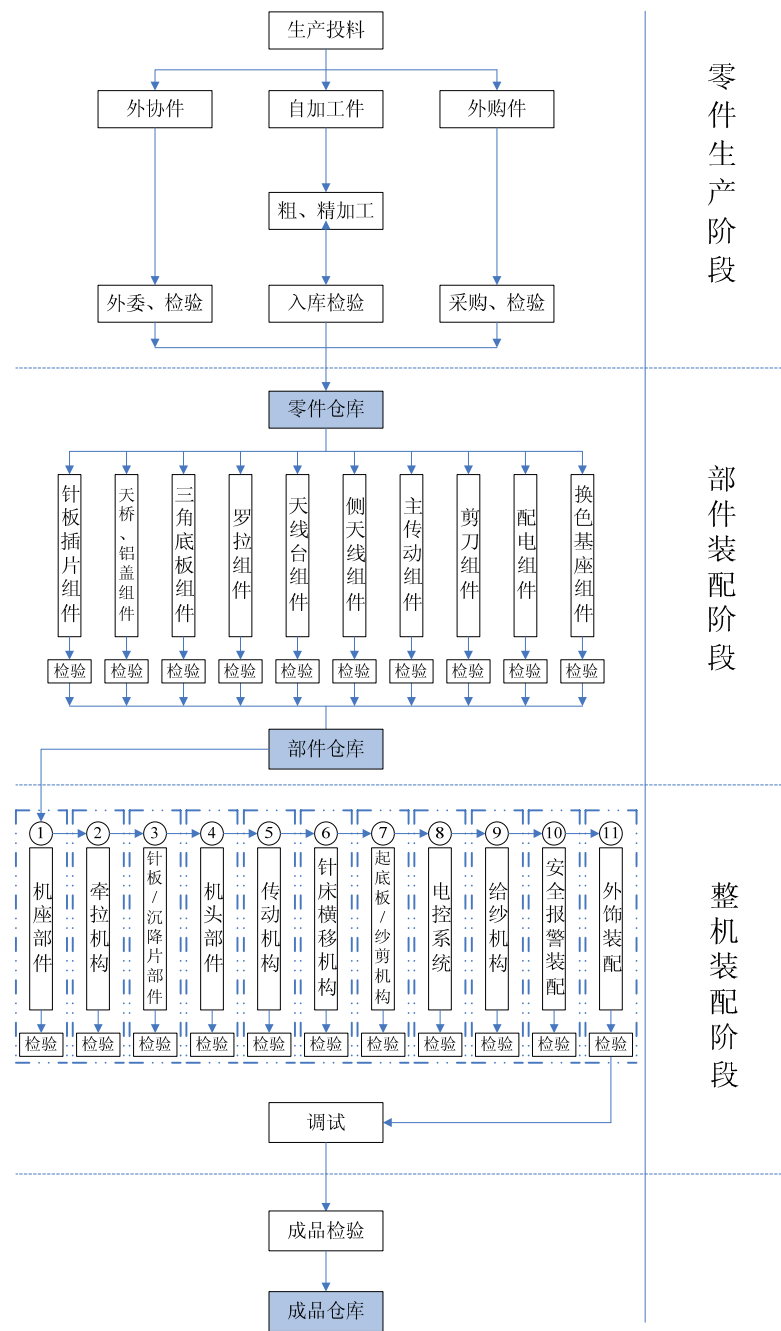 生产投料
外协件
自加工件
外购件
粗、精加工
外委、检验
入库检验
采购、检验
零件生产阶段
零件仓库
针板插片组件
天桥、铝盖组件
三角底板组件
罗拉组件
天线台组件
侧天线组件
主传动组件
剪刀组件
配电组件
换色基座组件
检验
检验
检验
检验
检验
检验
检验
检验
检验
检验
部件仓库
部件装配阶段
1
2
3
4
5
6
7
8
9
10
11
机座部件
牵拉机构
针板/沉降片部件
机头部件
传动机构
针床横移机构
起底板/纱剪机构
电控系统
给纱机构
安全报警装配
外饰装配
检验
检验
检验
检验
检验
检验
检验
检验
检验
检验
检验
整机装配阶段
调试
成品检验
成品仓库